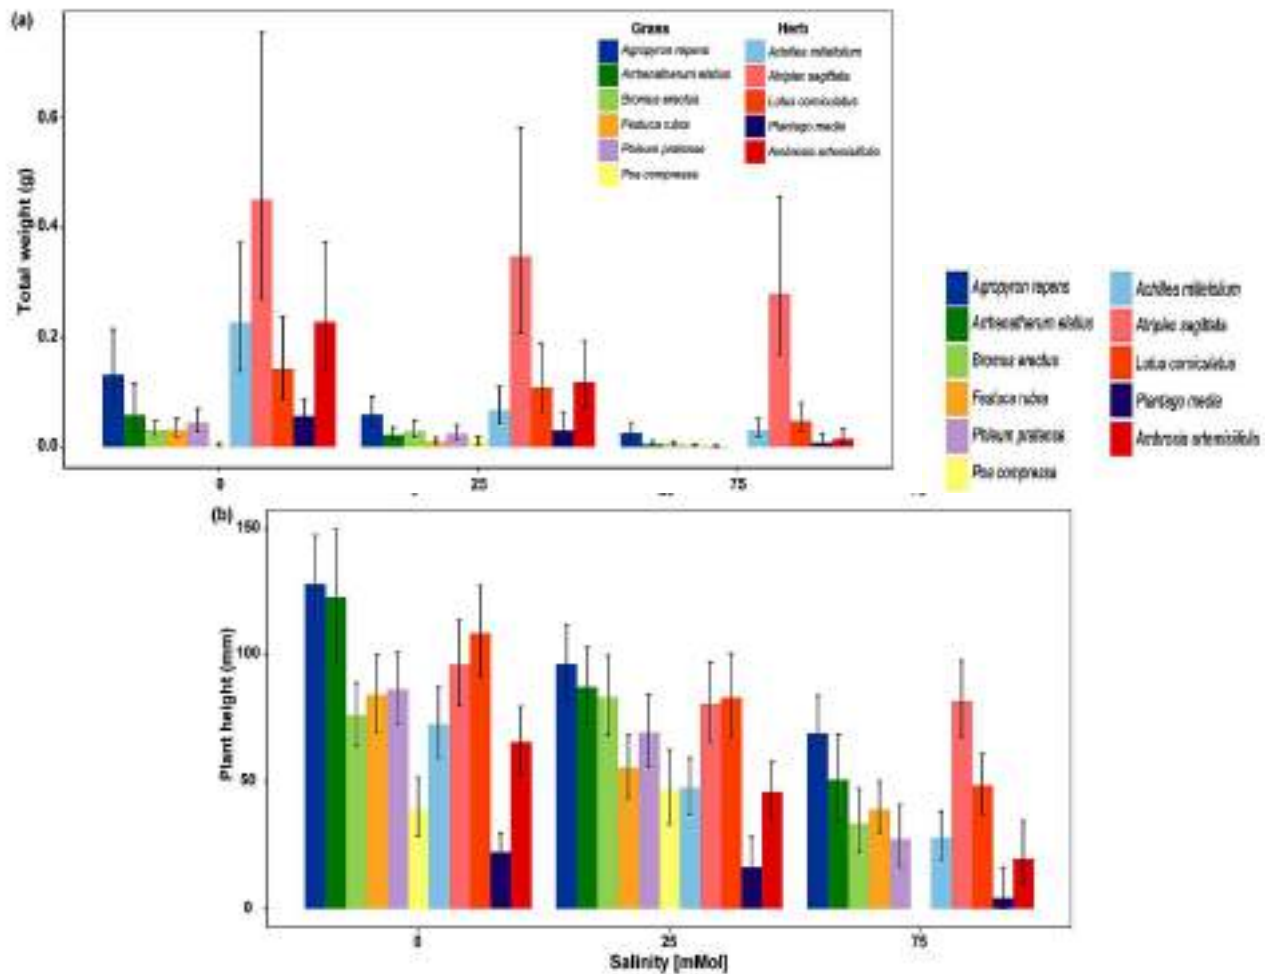 (a)
Grass
Herb
Agropyron repens
Arrhenatherum elatius
Bromus erectus
Festuca rubra
Phleum pratense
Poa compressa
Achillea millefolium
Atriplex sagittata
Lotus corniculatus
Plantago media
Ambrosia artemisiifolia
Total weight (g)
0.6
0.4
0.2
0.0
0
25
75
Agropyron repens
Arrhenatherum elatius
Bromus erectus
Festuca rubra
Phleum pratense
Poa compressa
Achillea millefolium
Atriplex sagittata
Lotus corniculatus
Plantago media
Ambrosia artemisiifolia
(b)
Plant height (mm)
150
100
50
0
0
25
75
Salinity [mMol]